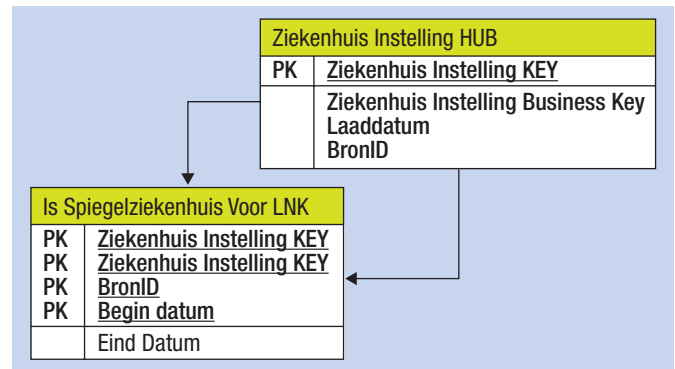 Ziekenhuis Instelling HUB
PK Ziekenhuis Instelling KEY
Ziekenhuis Instelling Business Key
Laaddatum
BronID
Is Spiegelziekenhuis Voor LNK
PK Ziekenhuis Instelling KEY
PK Ziekenhuis Instelling KEY
PK BronID
PK Begin datum
Eind Datum